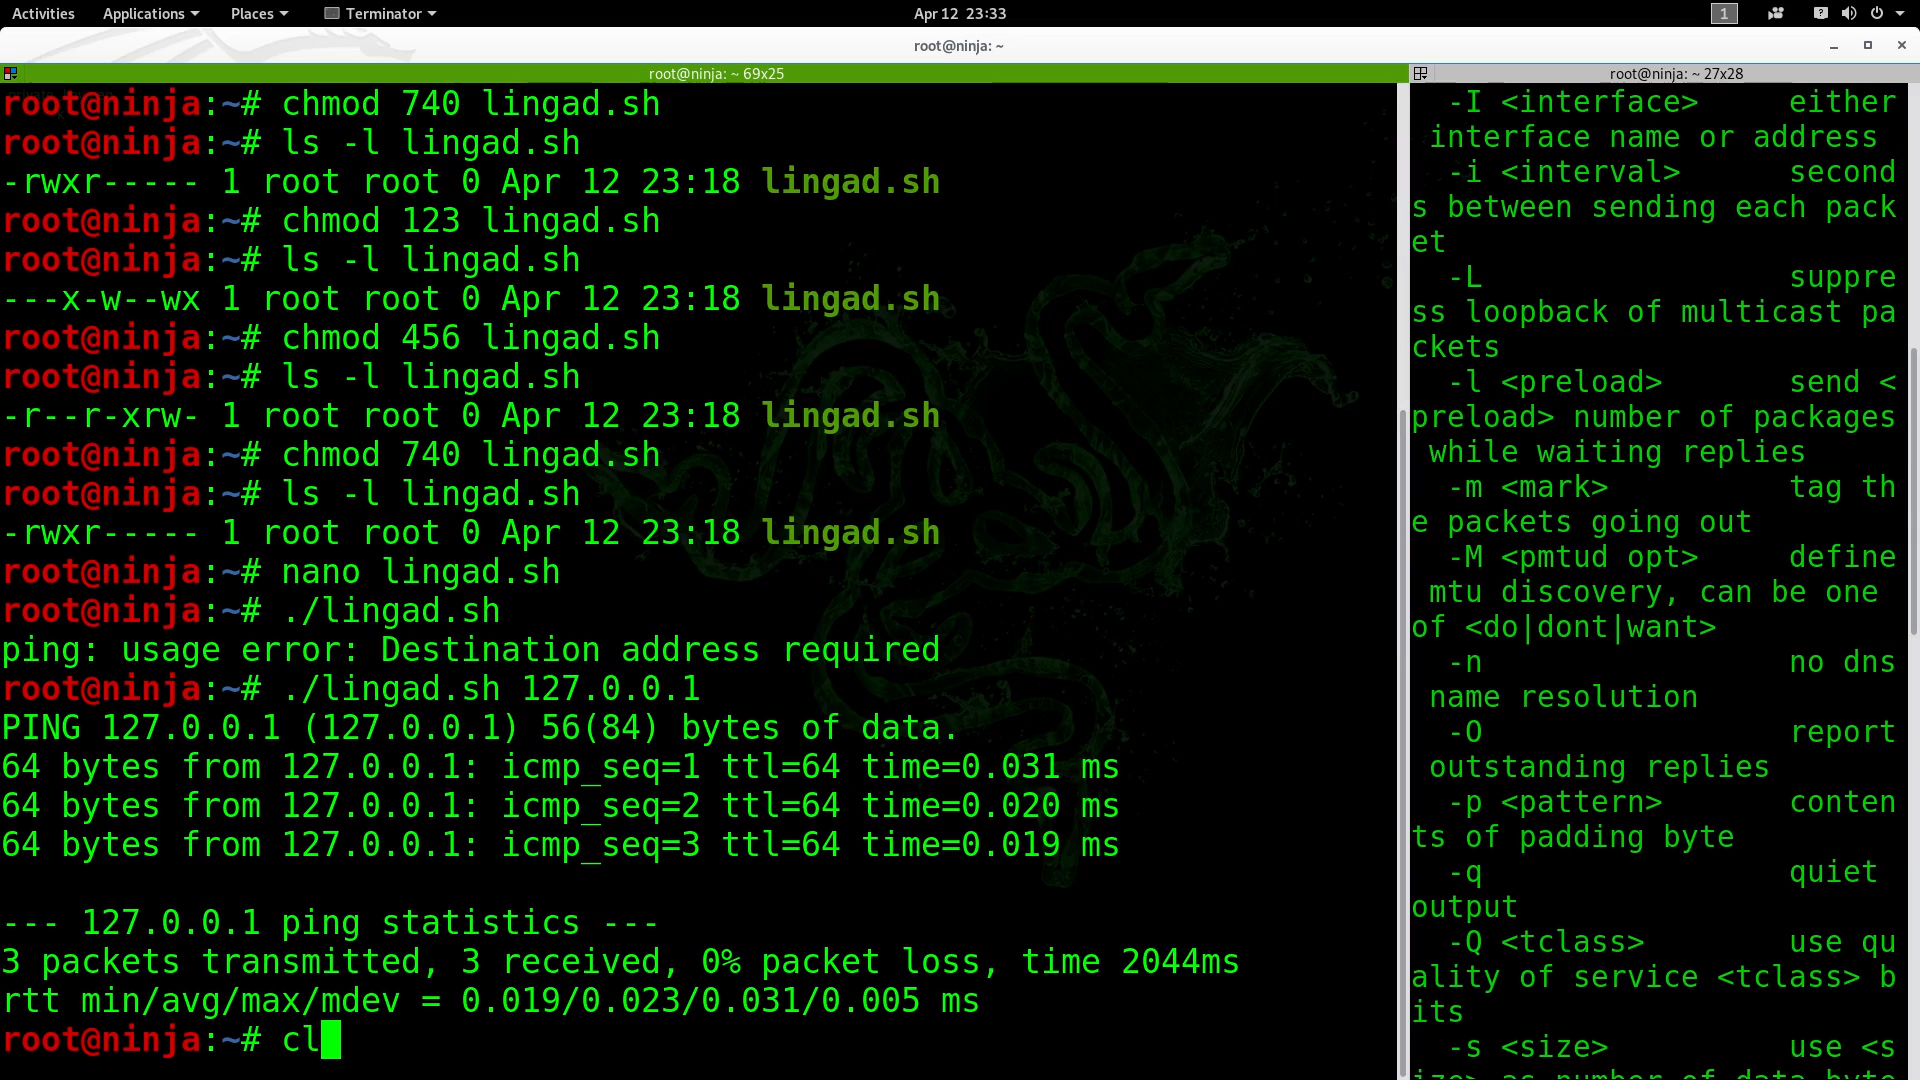 Activities Applications Places Terminator Apr 12 23:33 1
root@ninja: ~
root@ninja: ~ 69x25
root@ninja:~# chmod 740 lingad.sh
root@ninja:~# ls -l lingad.sh
-rwxr----- 1 root root 0 Apr 12 23:18 lingad.sh
root@ninja:~# chmod 123 lingad.sh
root@ninja:~# ls -l lingad.sh
---x-w--wx 1 root root 0 Apr 12 23:18 lingad.sh
root@ninja:~# chmod 456 lingad.sh
root@ninja:~# ls -l lingad.sh
-r--r-xrw- 1 root root 0 Apr 12 23:18 lingad.sh
root@ninja:~# chmod 740 lingad.sh
root@ninja:~# ls -l lingad.sh
-rwxr----- 1 root root 0 Apr 12 23:18 lingad.sh
root@ninja:~# nano lingad.sh
root@ninja:~# ./lingad.sh
ping: usage error: Destination address required
root@ninja:~# ./lingad.sh 127.0.0.1
PING 127.0.0.1 (127.0.0.1) 56(84) bytes of data.
64 bytes from 127.0.0.1: icmp_seq=1 ttl=64 time=0.031 ms
64 bytes from 127.0.0.1: icmp_seq=2 ttl=64 time=0.020 ms
64 bytes from 127.0.0.1: icmp_seq=3 ttl=64 time=0.019 ms
--- 127.0.0.1 ping statistics ---
3 packets transmitted, 3 received, 0% packet loss, time 2044ms
rtt min/avg/max/mdev = 0.019/0.023/0.031/0.005 ms
root@ninja:~# cl
root@ninja: ~ 27x28
-I <interface> either
interface name or address
-i <interval> second
s between sending each pack
et
-L suppre
ss loopback of multicast pa
ckets
-l <preload> send <
preload> number of packages
while waiting replies
-m <mark> tag th
e packets going out
-M <pmtud opt> define
mtu discovery, can be one
of <do|dont|want>
-n no dns
name resolution
-O report
outstanding replies
-p <pattern> conten
ts of padding byte
-q quiet
output
-Q <tclass> use qu
ality of service <tclass> b
its
-s <size> use <s
ize> as number of data byte